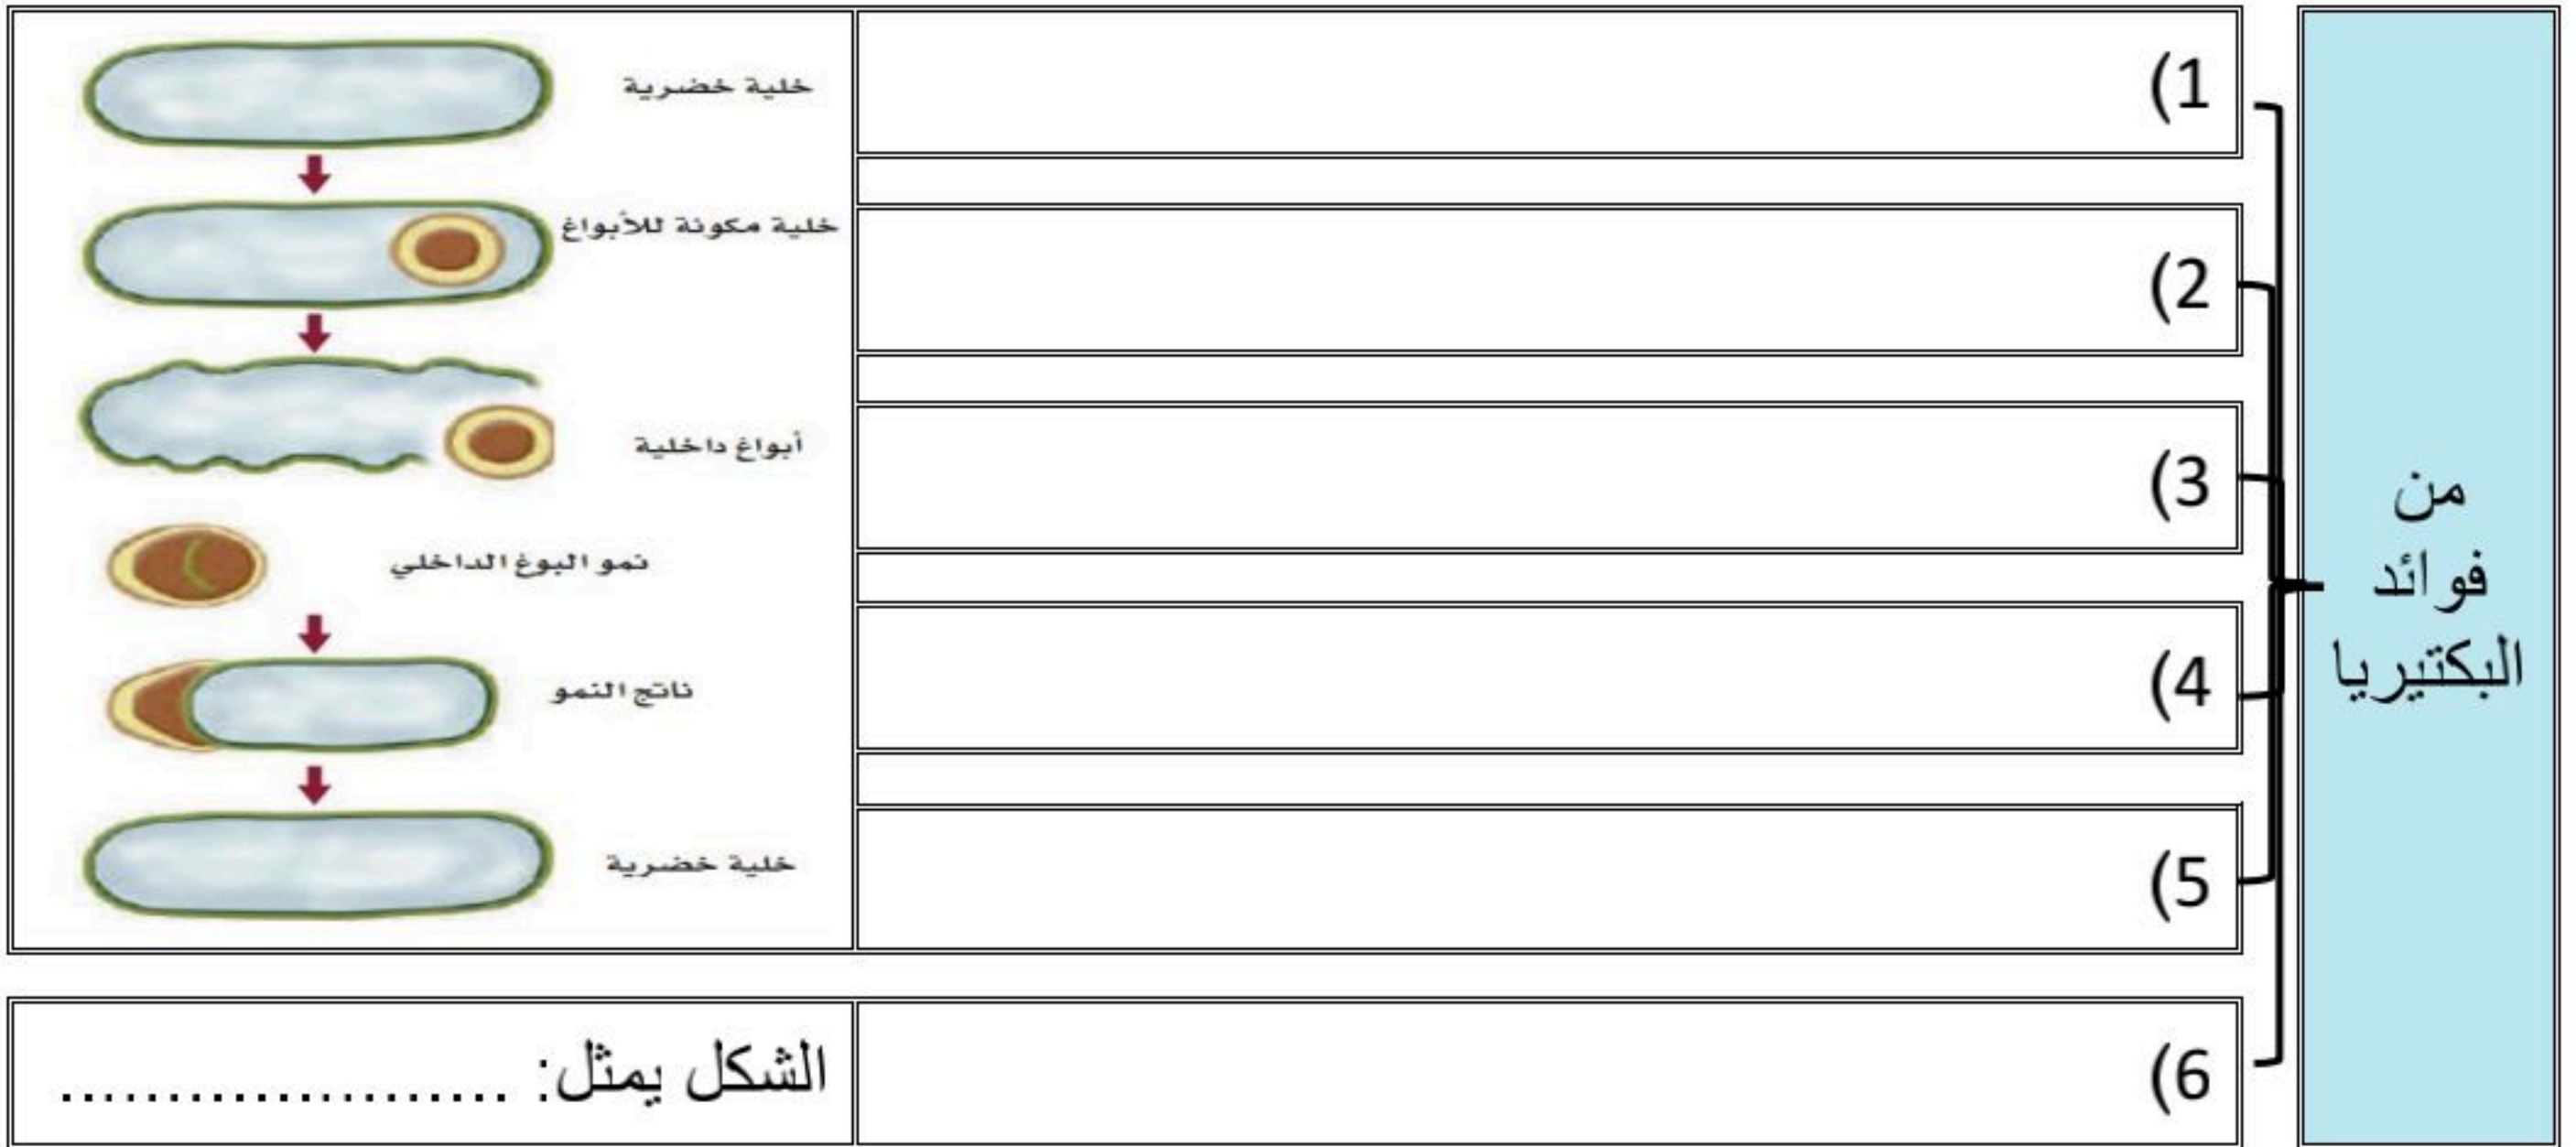 من
فوائد
البكتيريا
(1
(2
(3
(4
(5
(6
خلية خضرية
خلية مكونة للأبواغ
أبواغ داخلية
نمو البوغ الداخلي
ناتج النمو
خلية خضرية
الشكل يمثل: .....................